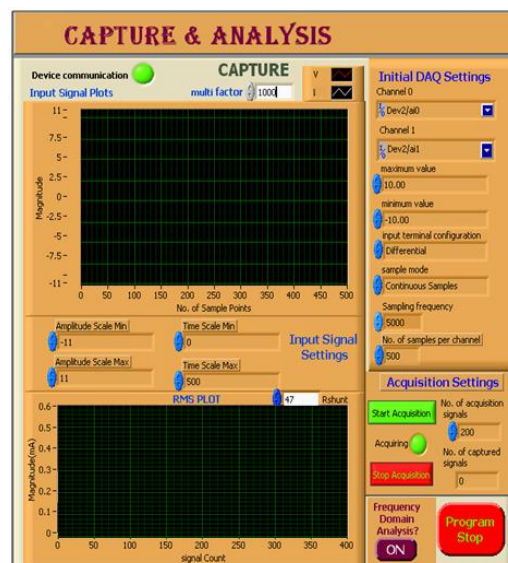 CAPTURE & ANALYSIS
Device communication
CAPTURE
V
Input Signal Plots
multi factor
1000
I
11
7.5
5
2.5
0
-2.5
-5
-7.5
-11
Magnitude
0 50 100 150 200 250 300 350 400 450 500
No. of Sample Points
Amplitude Scale Min
-11
Time Scale Min
0
Input Signal
Settings
Amplitude Scale Max
11
Time Scale Max
500
RMS PLOT
47
Rshunt
0.6
0.5
0.4
0.3
0.2
0.1
0
Magnitude(mA)
0 50 100 150 200 250 300 350 400
signal Count
Initial DAQ Settings
Channel 0
Dev2/ai0
Channel 1
Dev2/ai1
maximum value
10.00
minimum value
-10.00
input terminal configuration
Differential
sample mode
Continuous Samples
Sampling frequency
5000
No. of samples per channel
500
Acquisition Settings
Start Acquisition
No. of acquisition
signals
200
Acquiring
No. of captured
signals
0
Stop Acquisition
Frequency
Domain
Analysis?
ON
Program
Stop